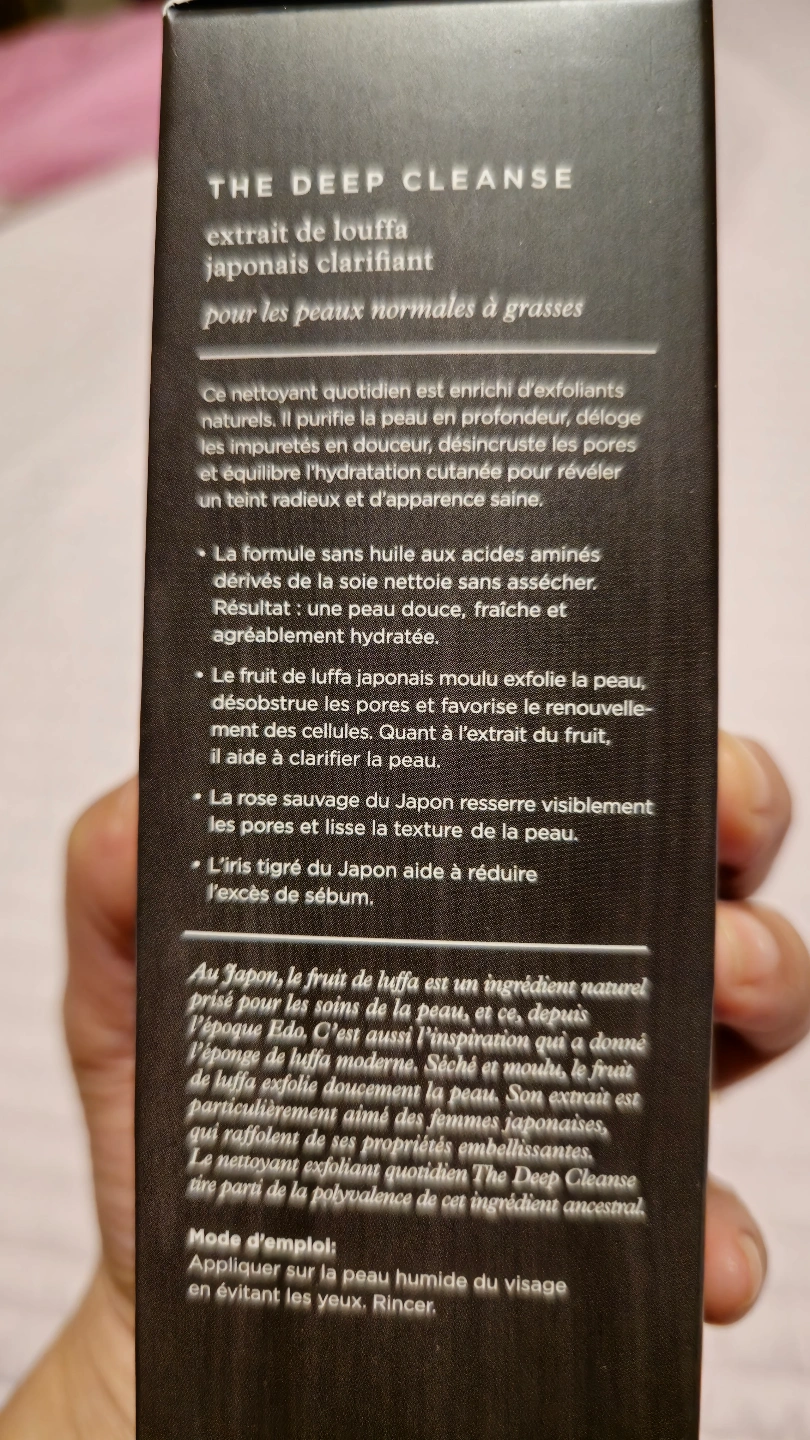 THE DEEP CLEANSE
extrait de louffa
japonais clarifiant
pour les peaux normales à grasses
Ce nettoyant quotidien est enrichi d'exfoliants
naturels. Il purifie la peau en profondeur, déloge
les impuretés en douceur, désincruste les pores
et équilibre l'hydratation cutanée pour révéler
un teint radieux et d'apparence saine.
• La formule sans huile aux acides aminés
dérivés de la soie nettoie sans assécher.
Résultat : une peau douce, fraîche et
agréablement hydratée.
• Le fruit de luffa japonais moulu exfolie la peau,
désobstrue les pores et favorise le renouvelle-
ment des cellules. Quant à l'extrait du fruit,
il aide à clarifier la peau.
• La rose sauvage du Japon resserre visiblement
les pores et lisse la texture de la peau.
• L'iris tigré du Japon aide à réduire
l'excès de sébum.
Au Japon, le fruit de luffa est un ingrédient naturel
prisé pour les soins de la peau, et ce, depuis
l'époque Edo. C'est aussi l'inspiration qui a donné
l'éponge de luffa moderne. Séché et moulu, le fruit
de luffa exfolie doucement la peau. Son extrait est
particulièrement aimé des femmes japonaises,
qui raffolent de ses propriétés embellissantes.
Le nettoyant exfoliant quotidien The Deep Cleanse
tire parti de la polyvalence de cet ingrédient ancestral.
Mode d'emploi:
Appliquer sur la peau humide du visage
en évitant les yeux. Rincer.